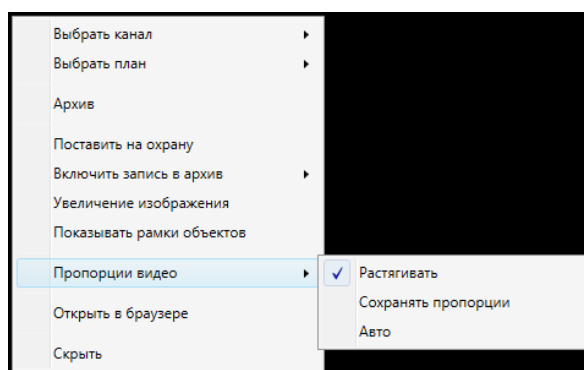 Выбрать канал
Выбрать план
Архив
Поставить на охрану
Включить запись в архив
Увеличение изображения
Показывать рамки объектов
Пропорции видео
Растягивать
Сохранять пропорции
Авто
Открыть в браузере
Скрыть